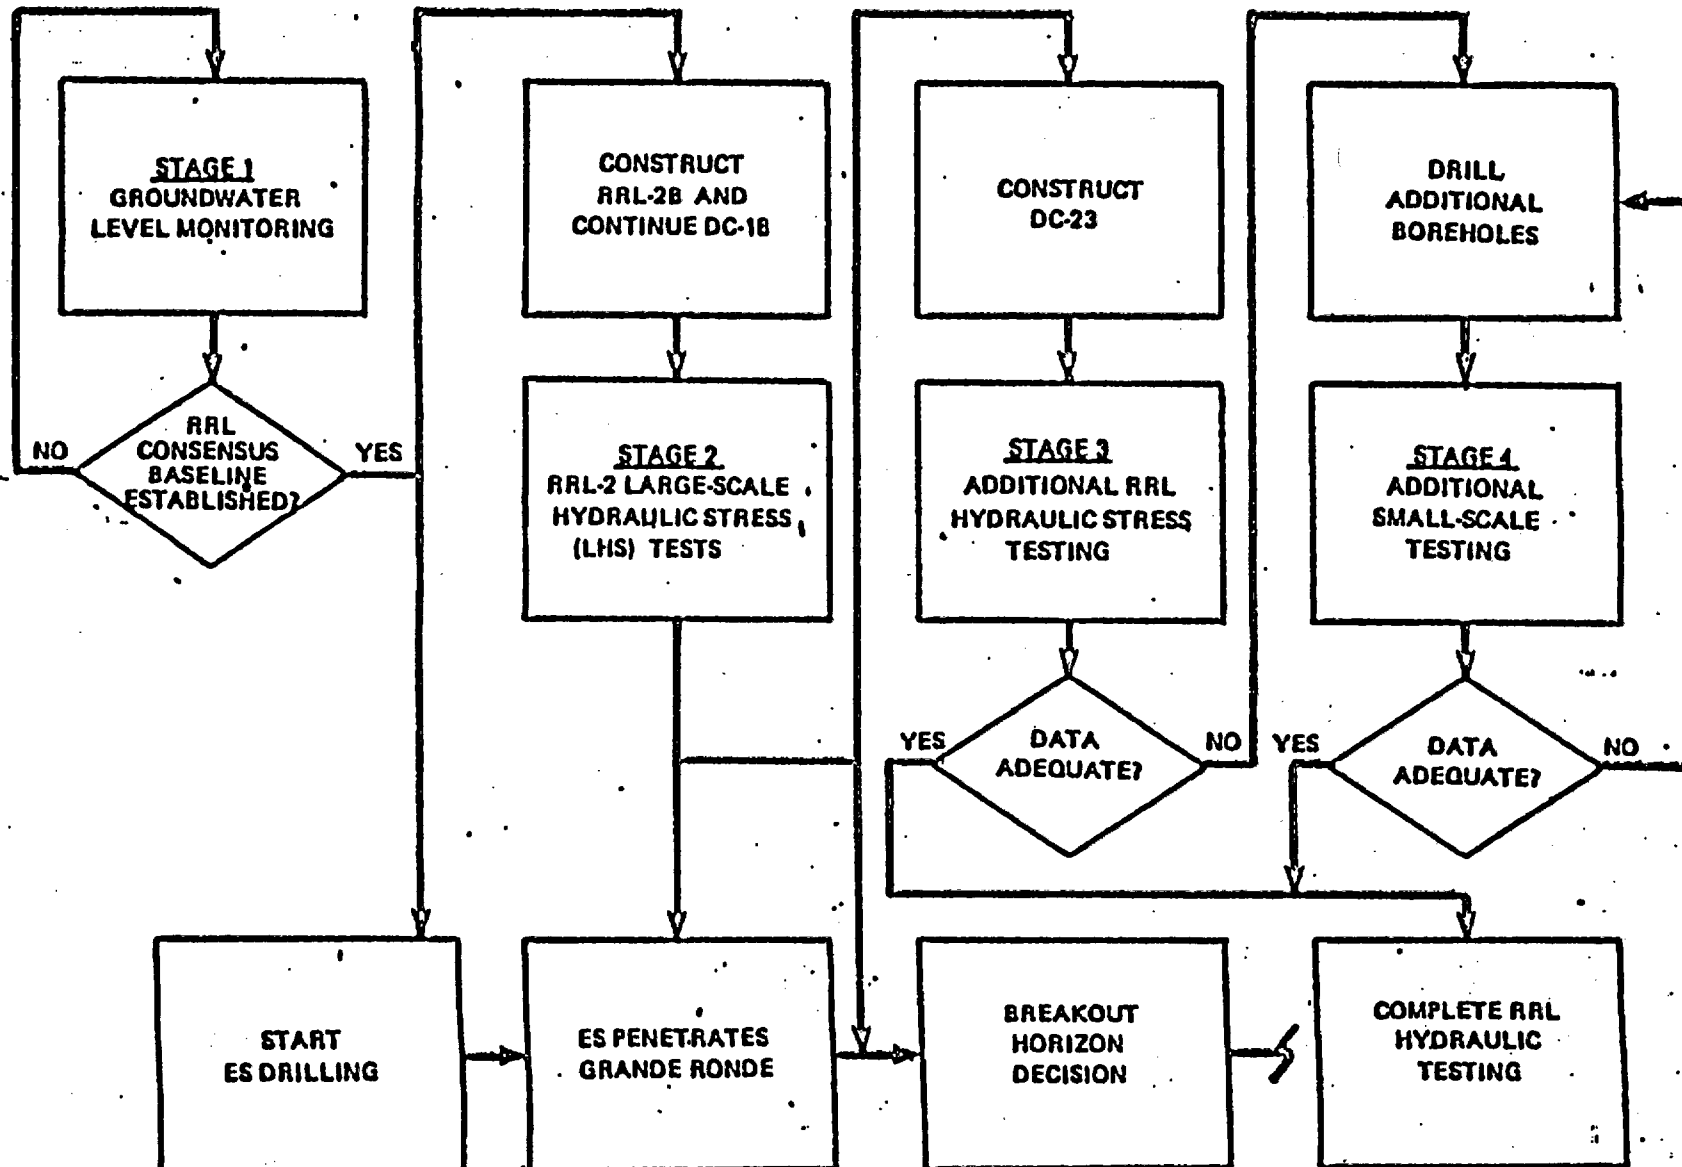 STAGE 1
GROUNDWATER
LEVEL MONITORING
RRL
CONSENSUS
BASELINE
ESTABLISHED?
NO
YES
CONSTRUCT
RRL-2B AND
CONTINUE DC-18
STAGE 2
RRL-2 LARGE-SCALE
HYDRAULIC STRESS
(LHS) TESTS
CONSTRUCT
DC-23
STAGE 3
ADDITIONAL RRL
HYDRAULIC STRESS
TESTING
YES
DATA
ADEQUATE?
NO
DRILL
ADDITIONAL
BOREHOLES
STAGE 4
ADDITIONAL
SMALL-SCALE
TESTING
YES
DATA
ADEQUATE?
NO
START
ES DRILLING
ES PENETRATES
GRANDE RONDE
BREAKOUT
HORIZON
DECISION
COMPLETE RRL
HYDRAULIC
TESTING